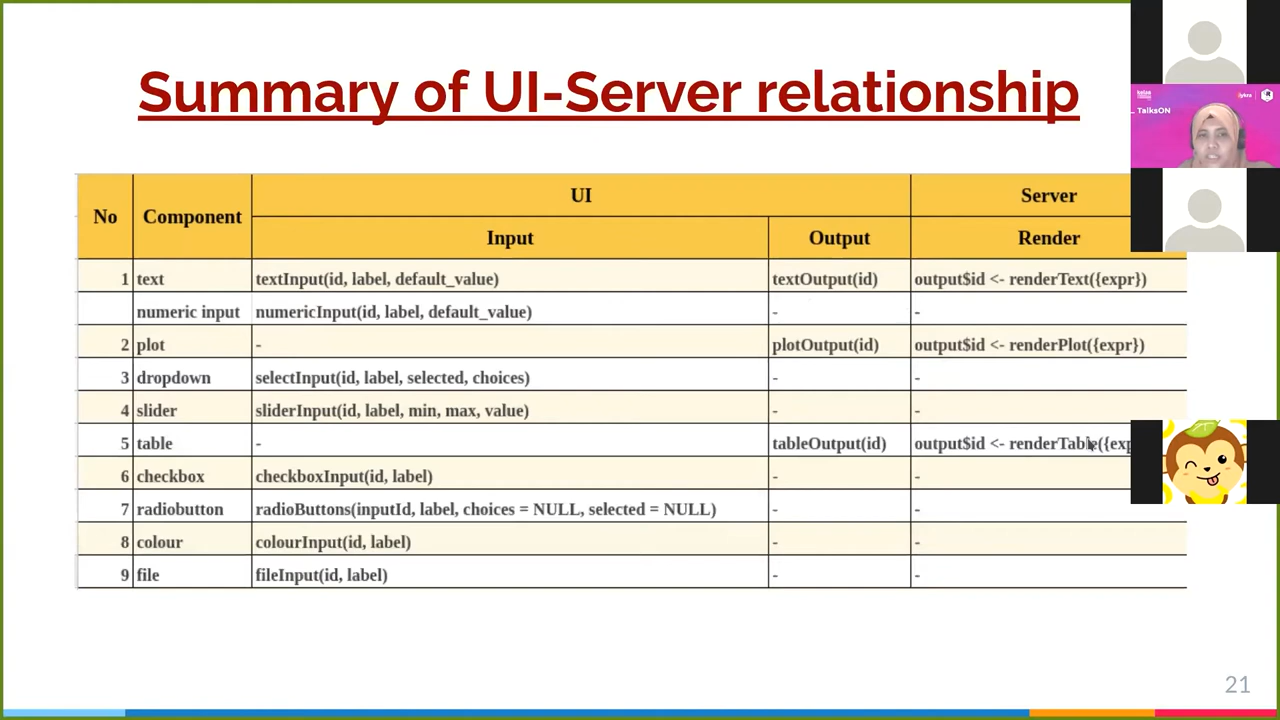 Summary of UI-Server relationship
TalksON
No Component UI Server
Input Output Render
1 text textInput(id, label, default_value) textOutput(id) output$id <- renderText({expr})
numeric input numericInput(id, label, default_value) - -
2 plot - plotOutput(id) output$id <- renderPlot({expr})
3 dropdown selectInput(id, label, selected, choices) - -
4 slider sliderInput(id, label, min, max, value) - -
5 table - tableOutput(id) output$id <- renderTable({exp
6 checkbox checkboxInput(id, label) - -
7 radiobutton radioButtons(inputId, label, choices = NULL, selected = NULL) - -
8 colour colourInput(id, label) - -
9 file fileInput(id, label) - -
21